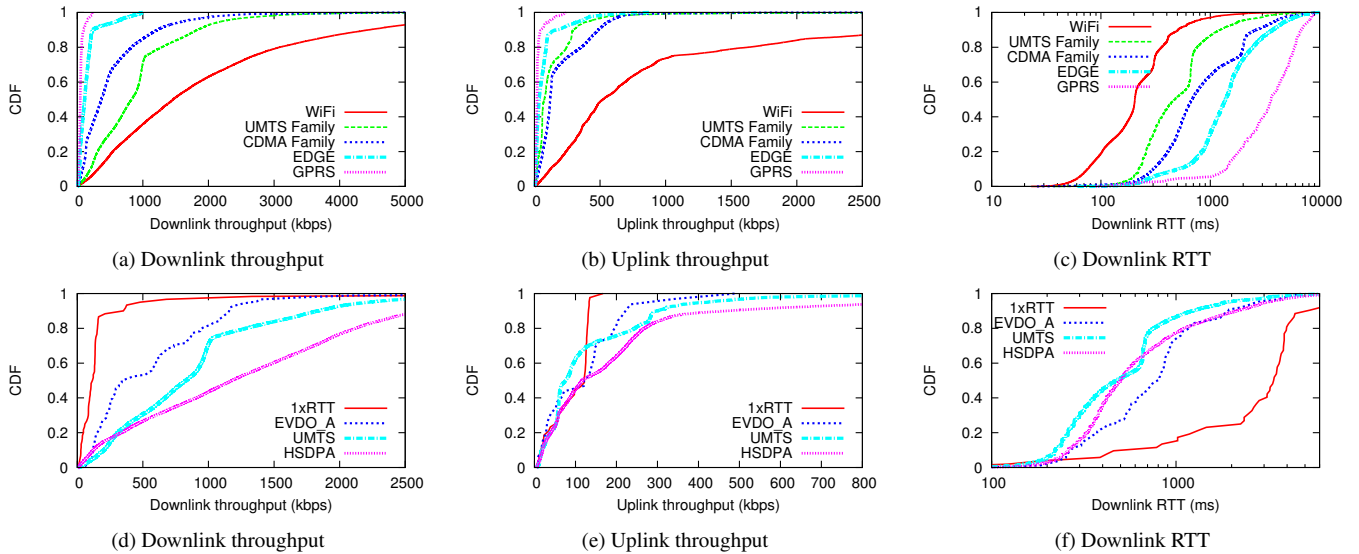 CDF
1
0.8
0.6
0.4
0.2
0
WiFi
UMTS Family
CDMA Family
EDGE
GPRS
0 1000 2000 3000 4000 5000
Downlink throughput (kbps)
(a) Downlink throughput
CDF
1
0.8
0.6
0.4
0.2
0
WiFi
UMTS Family
CDMA Family
EDGE
GPRS
0 500 1000 1500 2000 2500
Uplink throughput (kbps)
(b) Uplink throughput
CDF
1
0.8
0.6
0.4
0.2
0
WiFi
UMTS Family
CDMA Family
EDGE
GPRS
10 100 1000 10000
Downlink RTT (ms)
(c) Downlink RTT
CDF
1
0.8
0.6
0.4
0.2
0
1xRTT
EVDO_A
UMTS
HSDPA
0 500 1000 1500 2000 2500
Downlink throughput (kbps)
(d) Downlink throughput
CDF
1
0.8
0.6
0.4
0.2
0
1xRTT
EVDO_A
UMTS
HSDPA
0 100 200 300 400 500 600 700 800
Uplink throughput (kbps)
(e) Uplink throughput
CDF
1
0.8
0.6
0.4
0.2
0
1xRTT
EVDO_A
UMTS
HSDPA
100 1000
Downlink RTT (ms)
(f) Downlink RTT